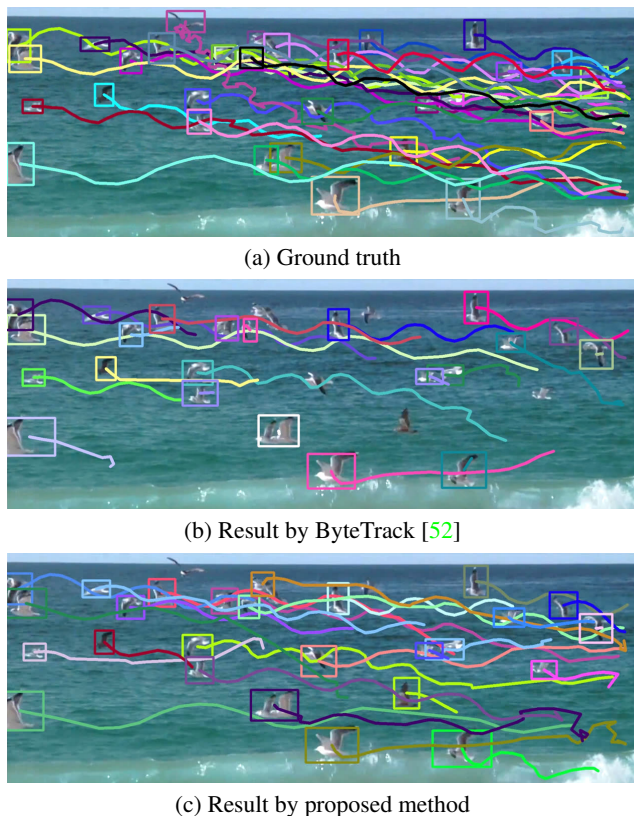 (a) Ground truth
(b) Result by ByteTrack [52]
(c) Result by proposed method